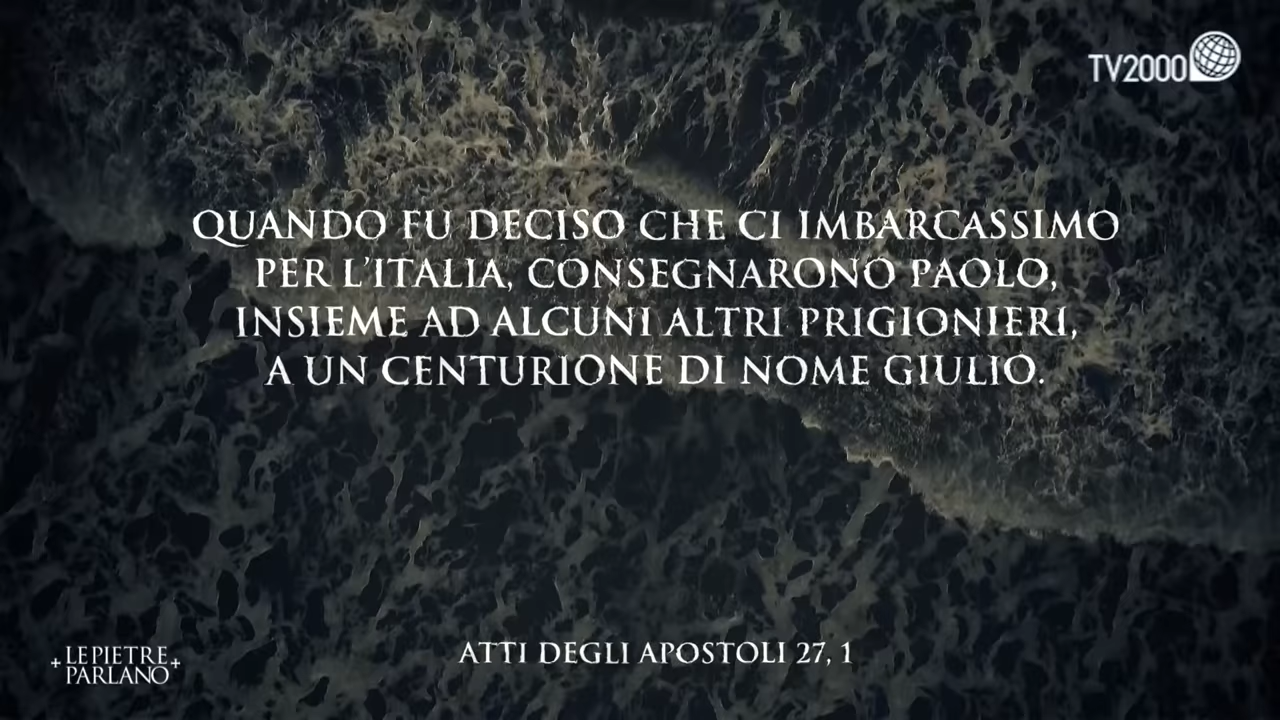 TV2000
QUANDO FU DECISO CHE CI IMBARCASSIMO
PER L'ITALIA, CONSEGNARONO PAOLO,
INSIEME AD ALCUNI ALTRI PRIGIONIERI,
A UN CENTURIONE DI NOME GIULIO.
ATTI DEGLI APOSTOLI 27, 1
+ LE PIETRE +
PARLANO